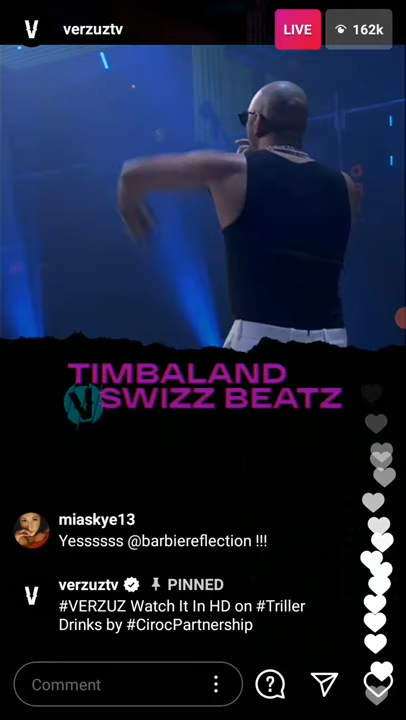 V verzuztv LIVE 162k
TIMBALAND
V SWIZZ BEATZ
miaskye13
Yessssss @barbiereflection !!!
V verzuztv PINNED
#VERZUZ Watch It In HD on #Triller
Drinks by #CirocPartnership
Comment